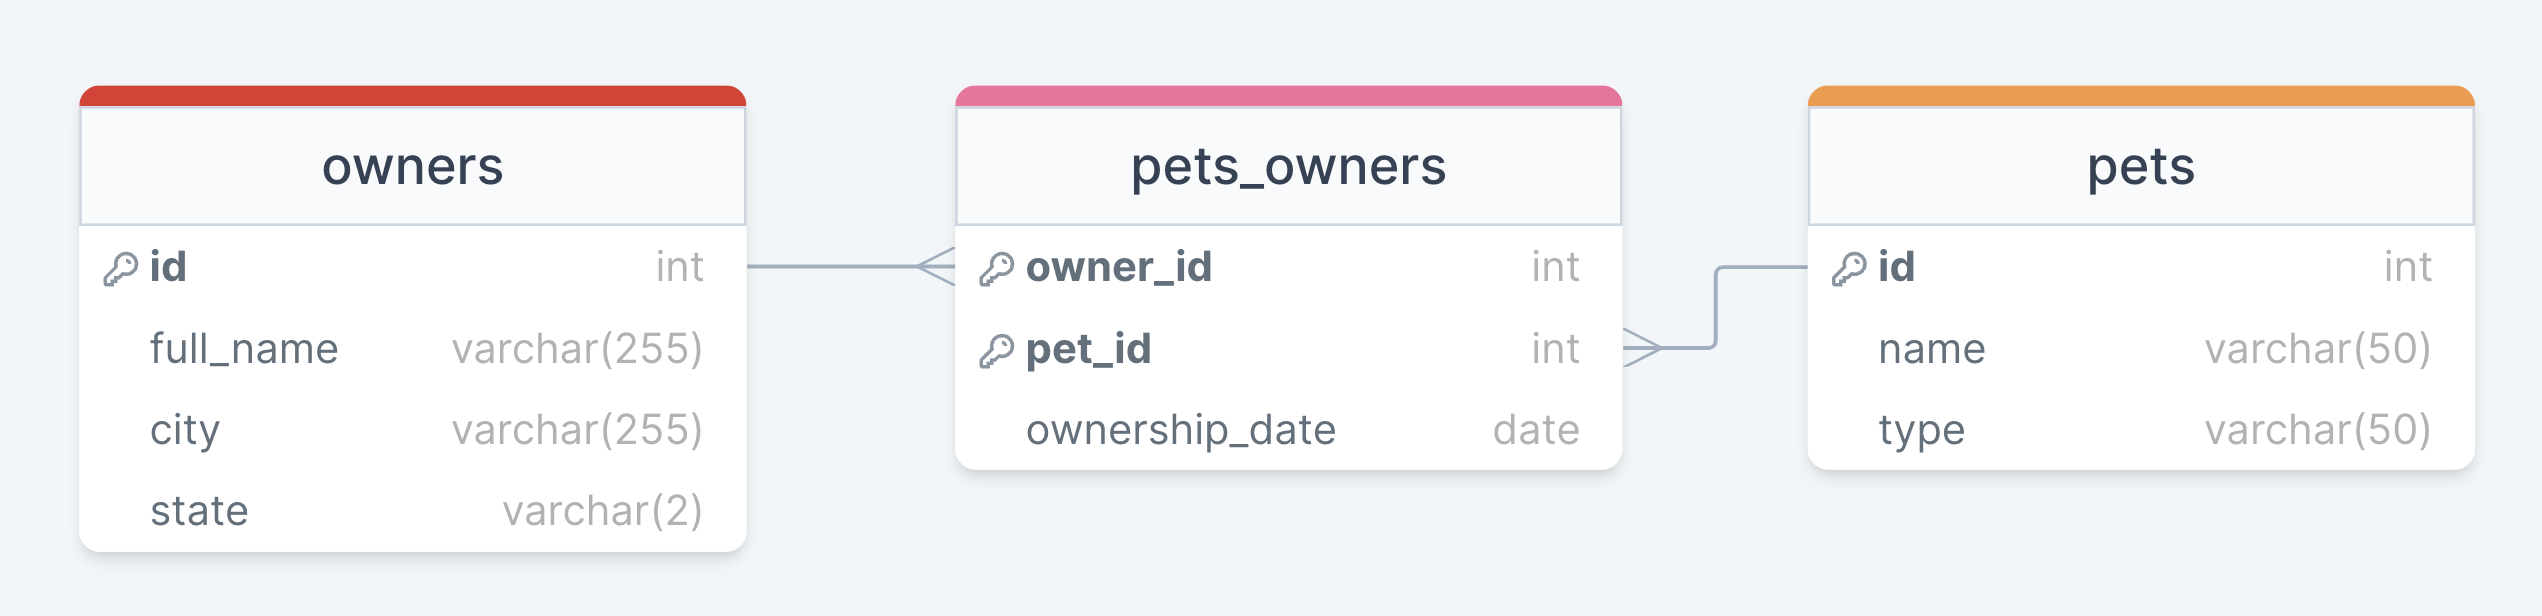 owners
id int
full_name varchar(255)
city varchar(255)
state varchar(2)
pets_owners
owner_id int
pet_id int
ownership_date date
pets
id int
name varchar(50)
type varchar(50)